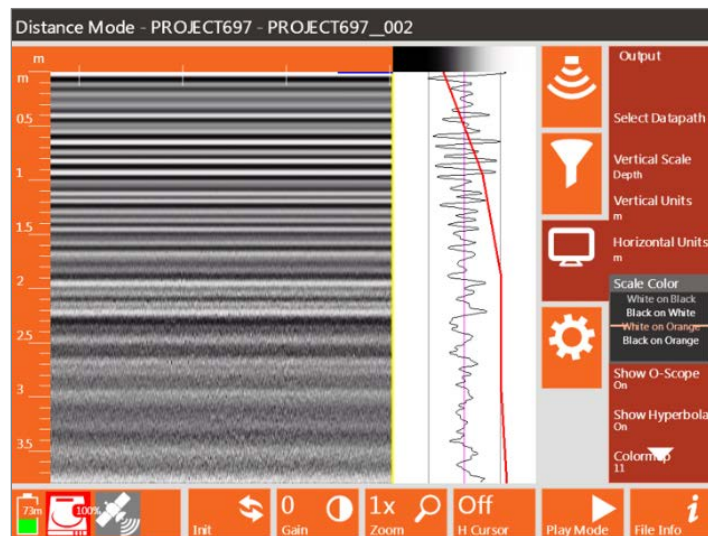 Distance Mode - PROJECT697 - PROJECT697__002
m
m
0.5
1
1.5
2
2.5
3
3.5
Output
Select Datapath
Vertical Scale
Depth
Vertical Units
m
Horizontal Units
m
Scale Color
White on Black
Black on White
White on Orange
Black on Orange
Show O-Scope
On
Show Hyperbola
On
Colormap
11
73m
100%
Init
0
Gain
1x
Zoom
Off
H Cursor
Play Mode
i
File Info